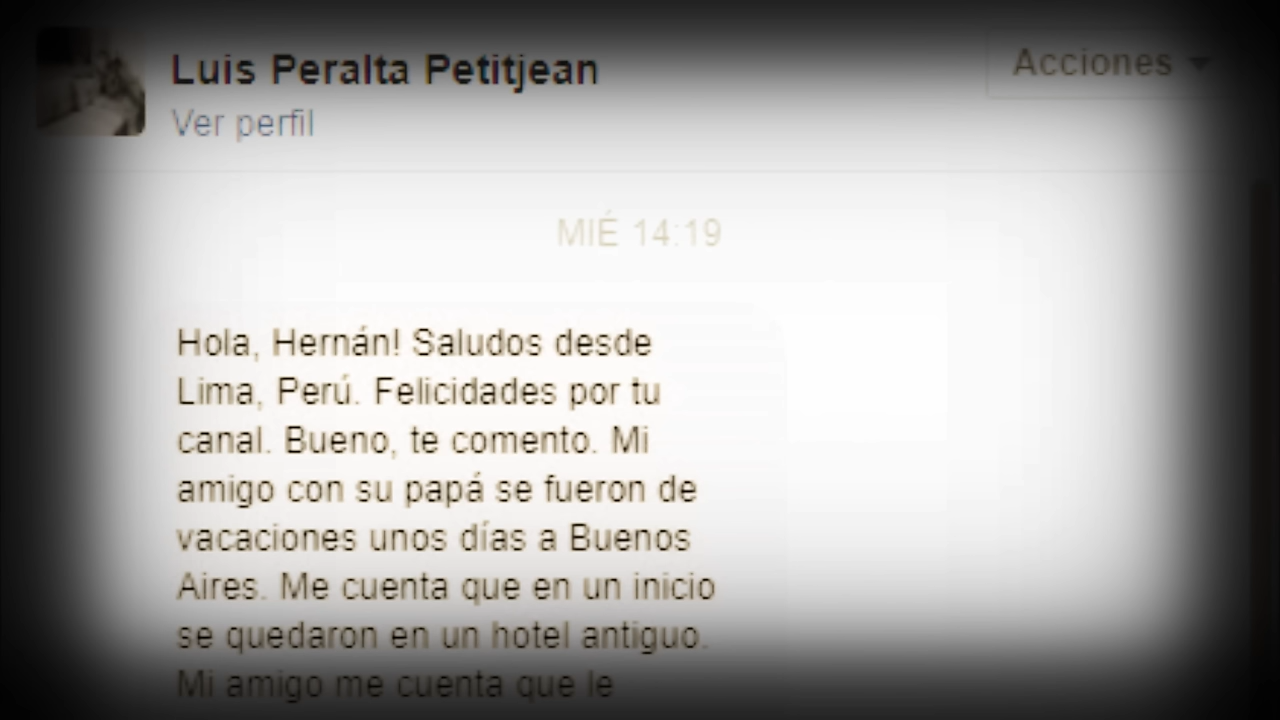 Luis Peralta Petitjean
Acciones
Ver perfil
MIÉ 14:19
Hola, Hernán! Saludos desde
Lima, Perú. Felicidades por tu
canal. Bueno, te comento. Mi
amigo con su papá se fueron de
vacaciones unos días a Buenos
Aires. Me cuenta que en un inicio
se quedaron en un hotel antiguo.
Mi amigo me cuenta que le